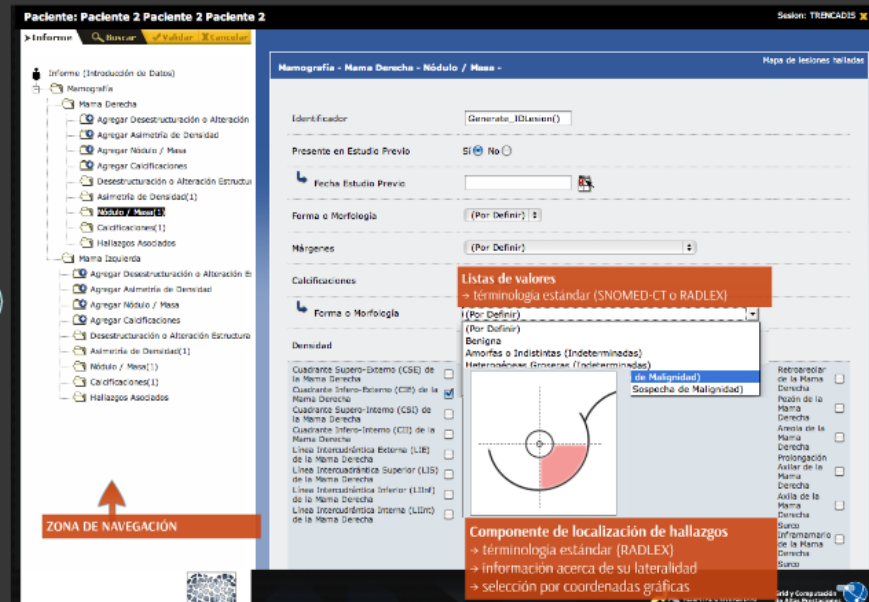 Paciente: Paciente 2 Paciente 2 Paciente 2
Sesion: TRENCADIS X
Informe
Buscar
Validar
Cancelar
Informe (Introducción de Datos)
Mamografía
Mama Derecha
Agregar Desestructuración o Alteración
Agregar Asimetría de Densidad
Agregar Nódulo / Masa
Agregar Calcificaciones
Desestructuración o Alteración Estructu
Asimetría de Densidad(1)
Nódulo / Masa(1)
Calcificaciones(1)
Hallazgos Asociados
Mama Izquierda
Agregar Desestructuración o Alteración E
Agregar Asimetría de Densidad
Agregar Nódulo / Masa
Agregar Calcificaciones
Desestructuración o Alteración Estructura
Asimetría de Densidad(1)
Nódulo / Masa(1)
Calcificaciones(1)
Hallazgos Asociados
ZONA DE NAVEGACIÓN
Mamografía - Mama Derecha - Nódulo / Masa -
Mapa de lesiones halladas
Identificador
Generate_IDLesion()
Presente en Estudio Previo
Sí No
Fecha Estudio Previo
Forma o Morfología
(Por Definir)
Márgenes
(Por Definir)
Calcificaciones
Listas de valores
→ términologia estándar (SNOMED-CT o RADLEX)
Forma o Morfología
(Por Definir)
(Por Definir)
Benigna
Amorfas o Indistintas (Indeterminadas)
Heterogéneas Groseras (Indeterminadas)
de Malignidad)
Sospecha de Malignidad)
Densidad
Cuadrante Supero-Externo (CSE) de
la Mama Derecha
Cuadrante Infero-Externo (CIE) de la
Mama Derecha
Cuadrante Supero-Interno (CSI) de
la Mama Derecha
Cuadrante Infero-Interno (CII) de la
Mama Derecha
Línea Intercuadrántica Externa (LIE)
de la Mama Derecha
Línea Intercuadrántica Superior (LIS)
de la Mama Derecha
Línea Intercuadrántica Inferior (LIInf)
de la Mama Derecha
Línea Intercuadrántica Interna (LIInt)
de la Mama Derecha
Retroareolar
de la Mama
Derecha
Pezón de la
Mama
Derecha
Areola de la
Mama
Derecha
Prolongación
Axilar de la
Mama
Derecha
Axila de la
Mama
Derecha
Surco
Inframamario
de la Mama
Derecha
Surco
Componente de localización de hallazgos
→ términologia estándar (RADLEX)
→ información acerca de su lateralidad
→ selección por coordenadas gráficas
Grid y Computación
de Altas Prestaciones